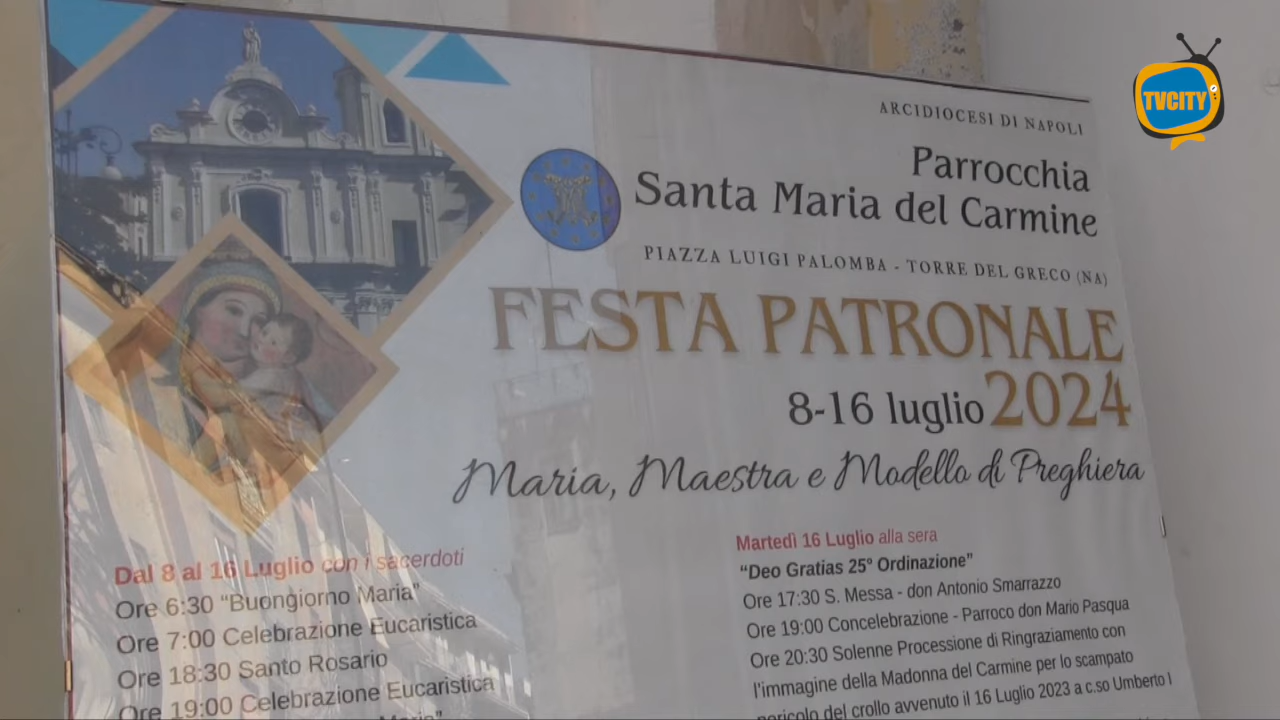 TVCITY
ARCIDIOCESI DI NAPOLI
Parrocchia
Santa Maria del Carmine
PIAZZA LUIGI PALOMBA - TORRE DEL GRECO (NA)
FESTA PATRONALE
8-16 luglio 2024
Maria, Maestra e Modello di Preghiera
Dal 8 al 16 Luglio con i sacerdoti
Ore 6:30 “Buongiorno Maria”
Ore 7:00 Celebrazione Eucaristica
Ore 18:30 Santo Rosario
Ore 19:00 Celebrazione Eucaristica
Maria”
Martedì 16 Luglio alla sera
“Deo Gratias 25° Ordinazione”
Ore 17:30 S. Messa - don Antonio Smarrazzo
Ore 19:00 Concelebrazione - Parroco don Mario Pasqua
Ore 20:30 Solenne Processione di Ringraziamento con
l'immagine della Madonna del Carmine per lo scampato
pericolo del crollo avvenuto il 16 Luglio 2023 a c.so Umberto I